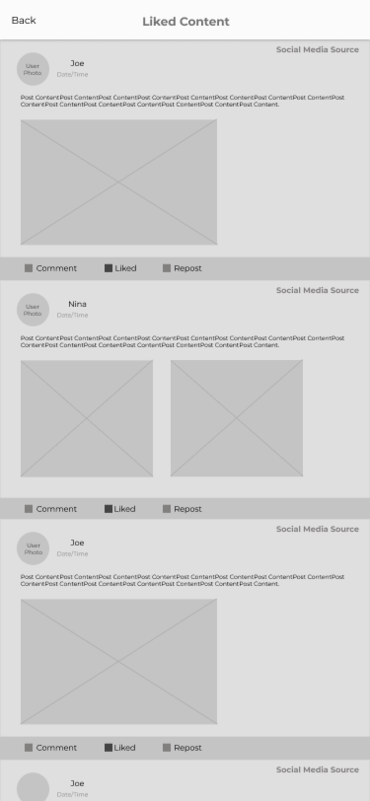 Back
Liked Content
Social Media Source
User
Photo
Joe
Date/Time
Post ContentPost ContentPost ContentPost ContentPost ContentPost ContentPost ContentPost ContentPost
ContentPost ContentPost ContentPost ContentPost ContentPost ContentPost Content.
Comment
Liked
Repost
Social Media Source
User
Photo
Nina
Date/Time
Post ContentPost ContentPost ContentPost ContentPost ContentPost ContentPost ContentPost ContentPost
ContentPost ContentPost ContentPost ContentPost ContentPost ContentPost Content.
Comment
Liked
Repost
Social Media Source
User
Photo
Joe
Date/Time
Post ContentPost ContentPost ContentPost ContentPost ContentPost ContentPost ContentPost ContentPost
ContentPost ContentPost ContentPost ContentPost ContentPost ContentPost Content.
Comment
Liked
Repost
Social Media Source
Joe
Date/Time